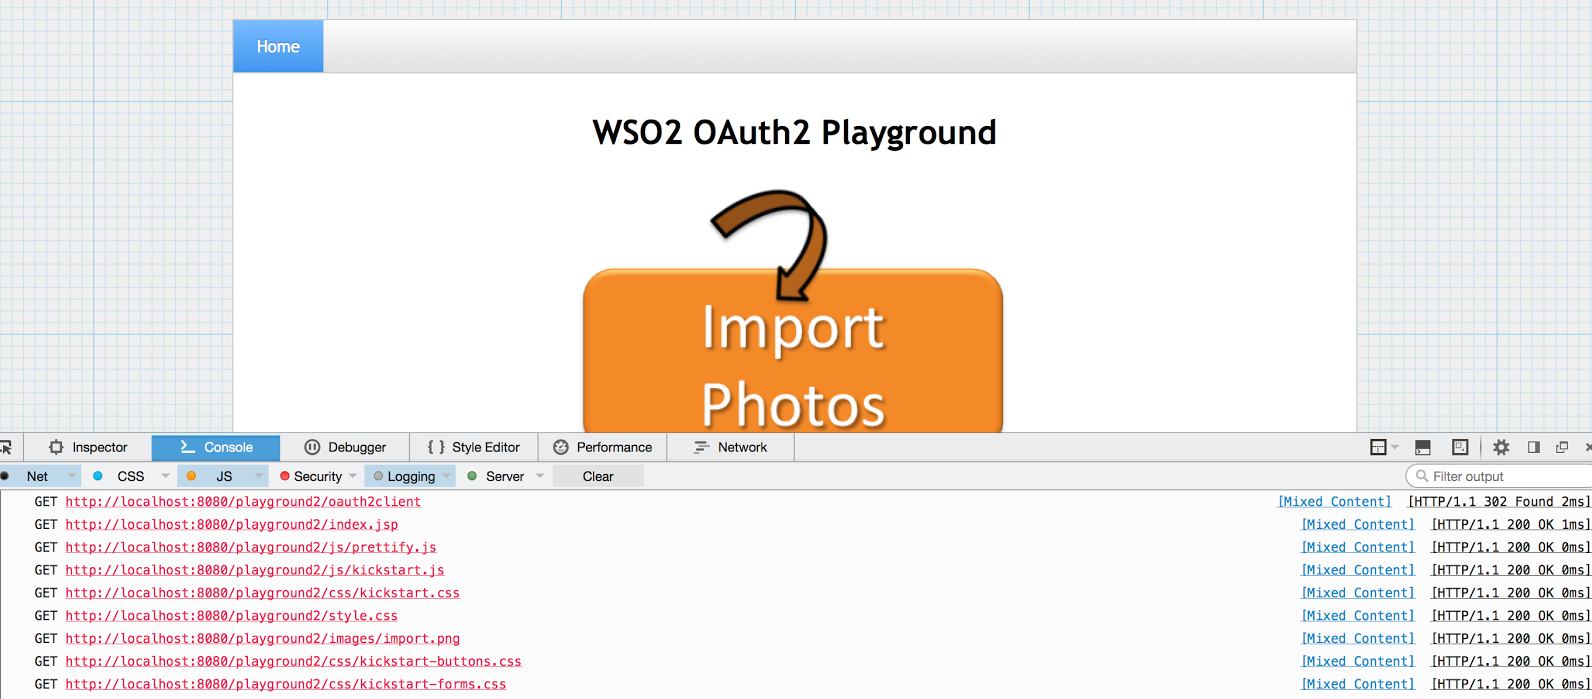 Home
WSO2 OAuth2 Playground
Import
Photos
Inspector Console Debugger { } Style Editor Performance Network
Net CSS JS Security Logging Server Clear Filter output
GET http://localhost:8080/playground2/oauth2client [Mixed Content] [HTTP/1.1 302 Found 2ms]
GET http://localhost:8080/playground2/index.jsp [Mixed Content] [HTTP/1.1 200 OK 1ms]
GET http://localhost:8080/playground2/js/prettify.js [Mixed Content] [HTTP/1.1 200 OK 0ms]
GET http://localhost:8080/playground2/js/kickstart.js [Mixed Content] [HTTP/1.1 200 OK 0ms]
GET http://localhost:8080/playground2/css/kickstart.css [Mixed Content] [HTTP/1.1 200 OK 0ms]
GET http://localhost:8080/playground2/style.css [Mixed Content] [HTTP/1.1 200 OK 0ms]
GET http://localhost:8080/playground2/images/import.png [Mixed Content] [HTTP/1.1 200 OK 0ms]
GET http://localhost:8080/playground2/css/kickstart-buttons.css [Mixed Content] [HTTP/1.1 200 OK 0ms]
GET http://localhost:8080/playground2/css/kickstart-forms.css [Mixed Content] [HTTP/1.1 200 OK 0ms]